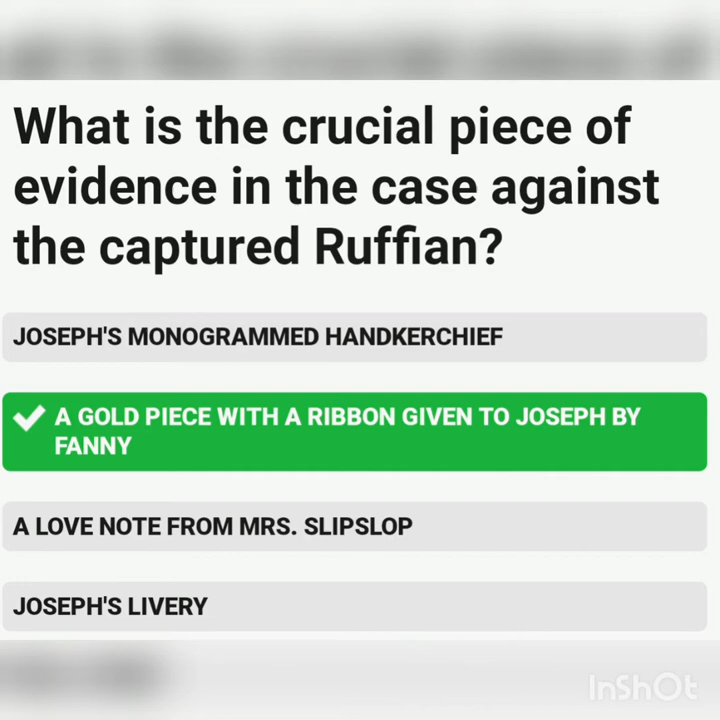 What is the crucial piece of
evidence in the case against
the captured Ruffian?
JOSEPH'S MONOGRAMMED HANDKERCHIEF
A GOLD PIECE WITH A RIBBON GIVEN TO JOSEPH BY
FANNY
A LOVE NOTE FROM MRS. SLIPSLOP
JOSEPH'S LIVERY
InShOt